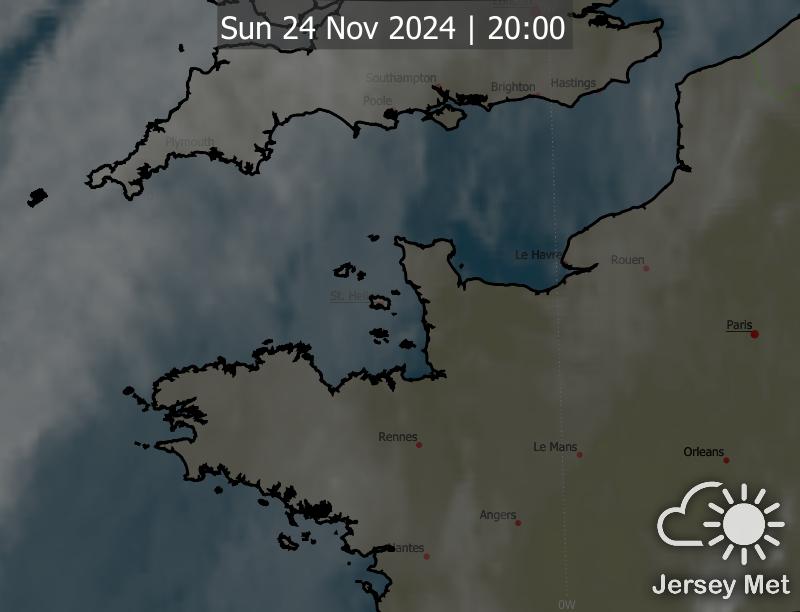 Sun 24 Nov 2024 | 20:00
Southampton
Brighton
Hastings
Poole
Plymouth
Le Havre
Rouen
St. Hel
Paris
Rennes
Le Mans
Orleans
Angers
Nantes
Jersey Met
0W